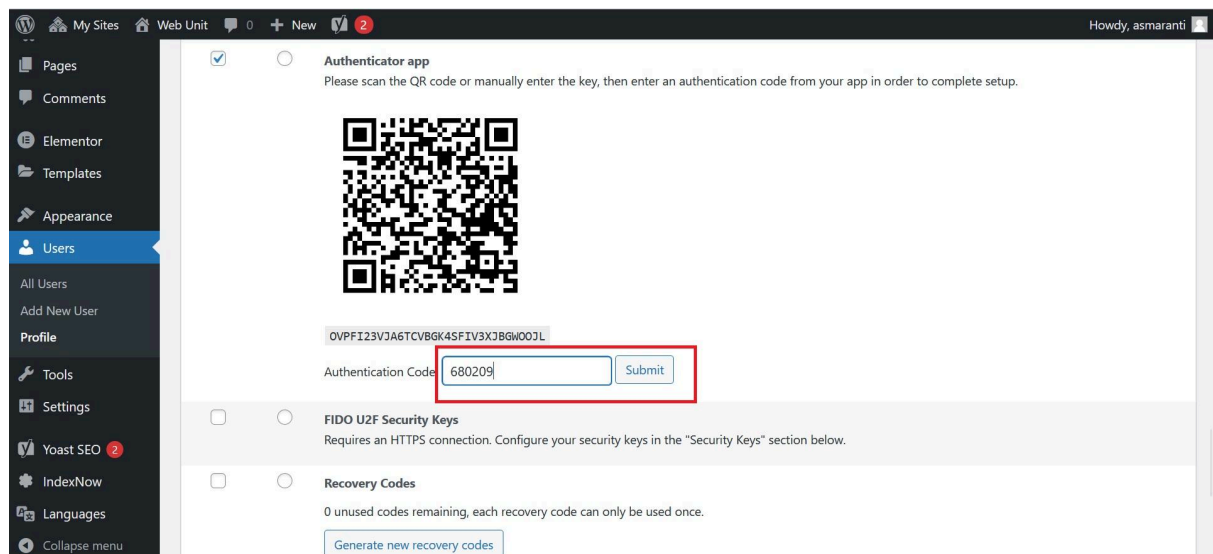 My Sites Web Unit 0 New 2 Howdy, asmaranti
Pages
Comments
Elementor
Templates
Appearance
Users
All Users
Add New User
Profile
Tools
Settings
Yoast SEO 2
IndexNow
Languages
Collapse menu
Authenticator app
Please scan the QR code or manually enter the key, then enter an authentication code from your app in order to complete setup.
OVPFI23VJA6TCVBGK4SFIV3XJBGWOOJL
Authentication Code 680209 Submit
FIDO U2F Security Keys
Requires an HTTPS connection. Configure your security keys in the "Security Keys" section below.
Recovery Codes
0 unused codes remaining, each recovery code can only be used once.
Generate new recovery codes